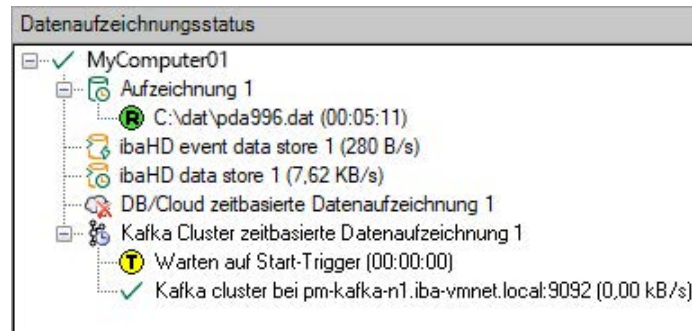 Datenaufzeichnungsstatus
MyComputer01
Aufzeichnung 1
R C:\dat\pda996.dat (00:05:11)
ibaHD event data store 1 (280 B/s)
ibaHD data store 1 (7,62 KB/s)
DB/Cloud zeitbasierte Datenaufzeichnung 1
Kafka Cluster zeitbasierte Datenaufzeichnung 1
T Warten auf Start-Trigger (00:00:00)
Kafka cluster bei pm-kafka-n1.iba-vmnet.local:9092 (0,00 kB/s)